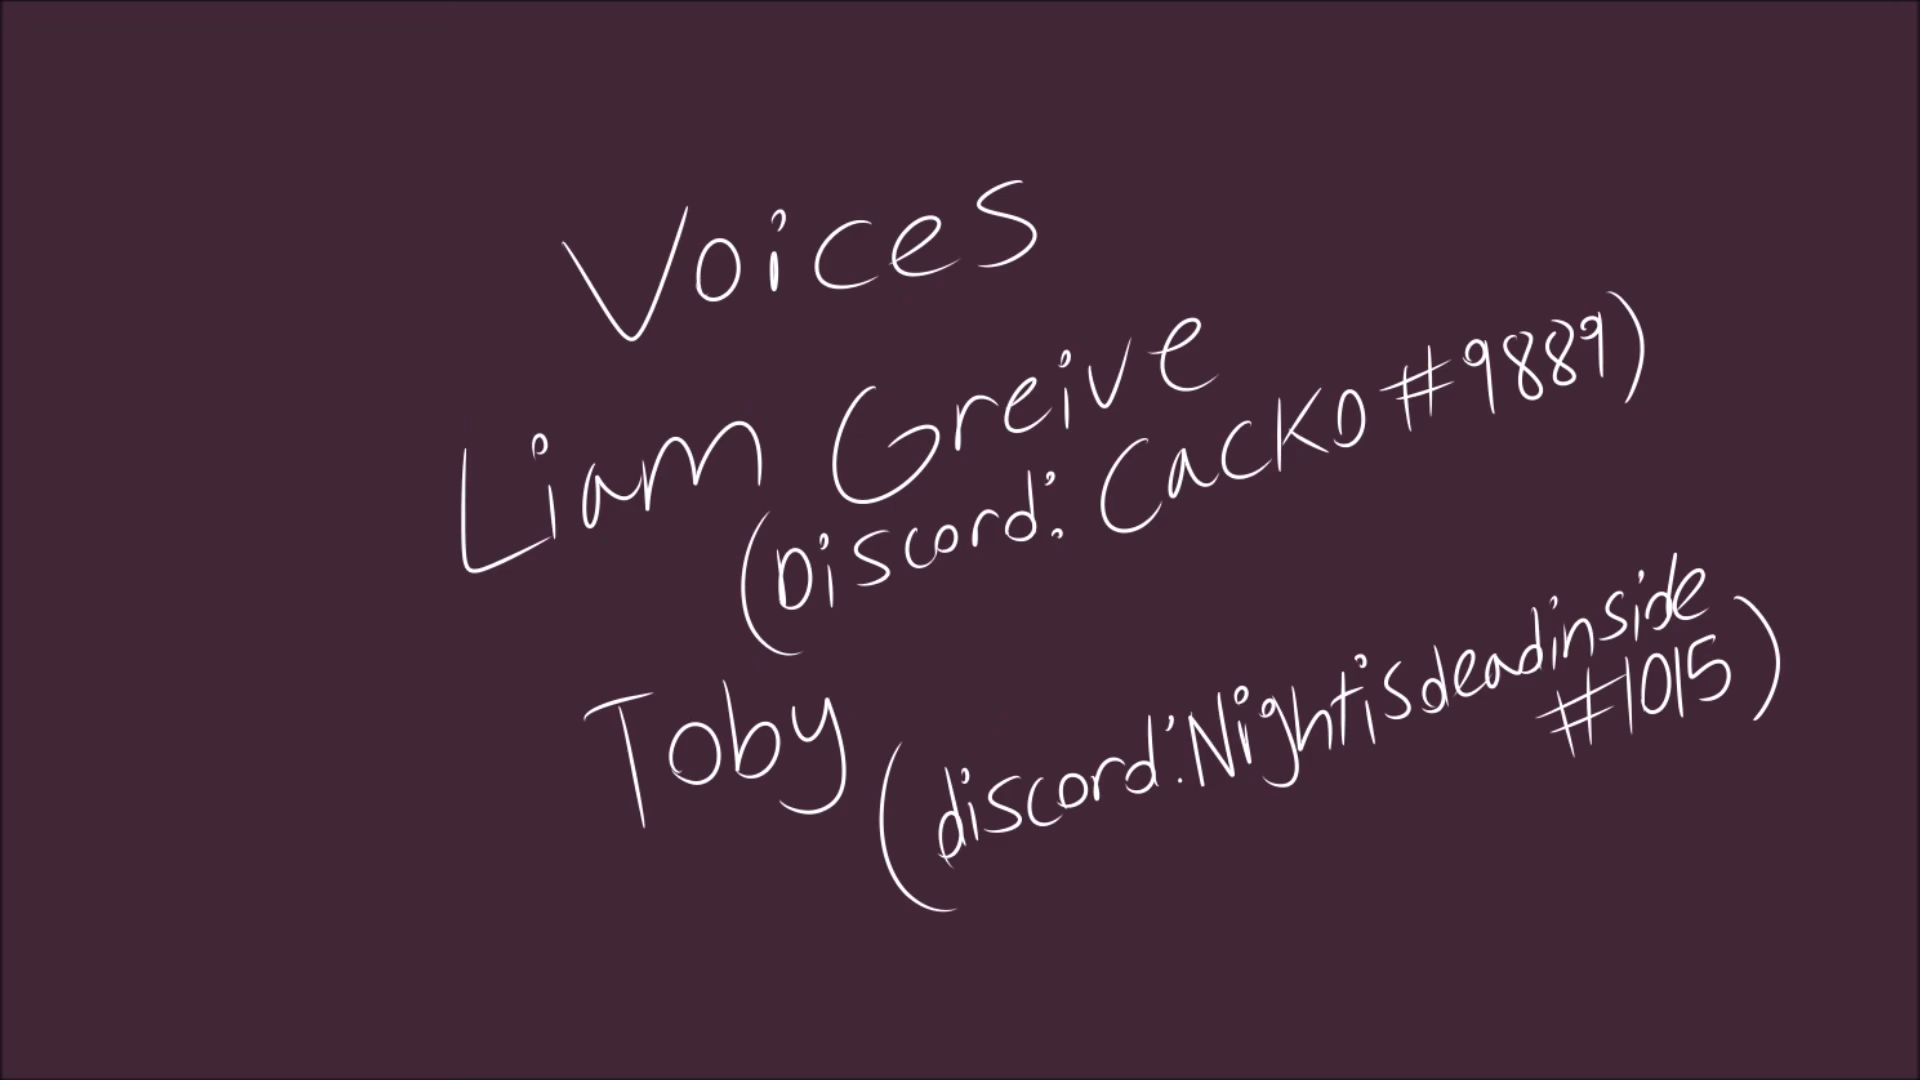 Voices
Liam Greive
(Discord: Cacko#9889)
Toby
(discord:Nightisdeadinside
#1015)